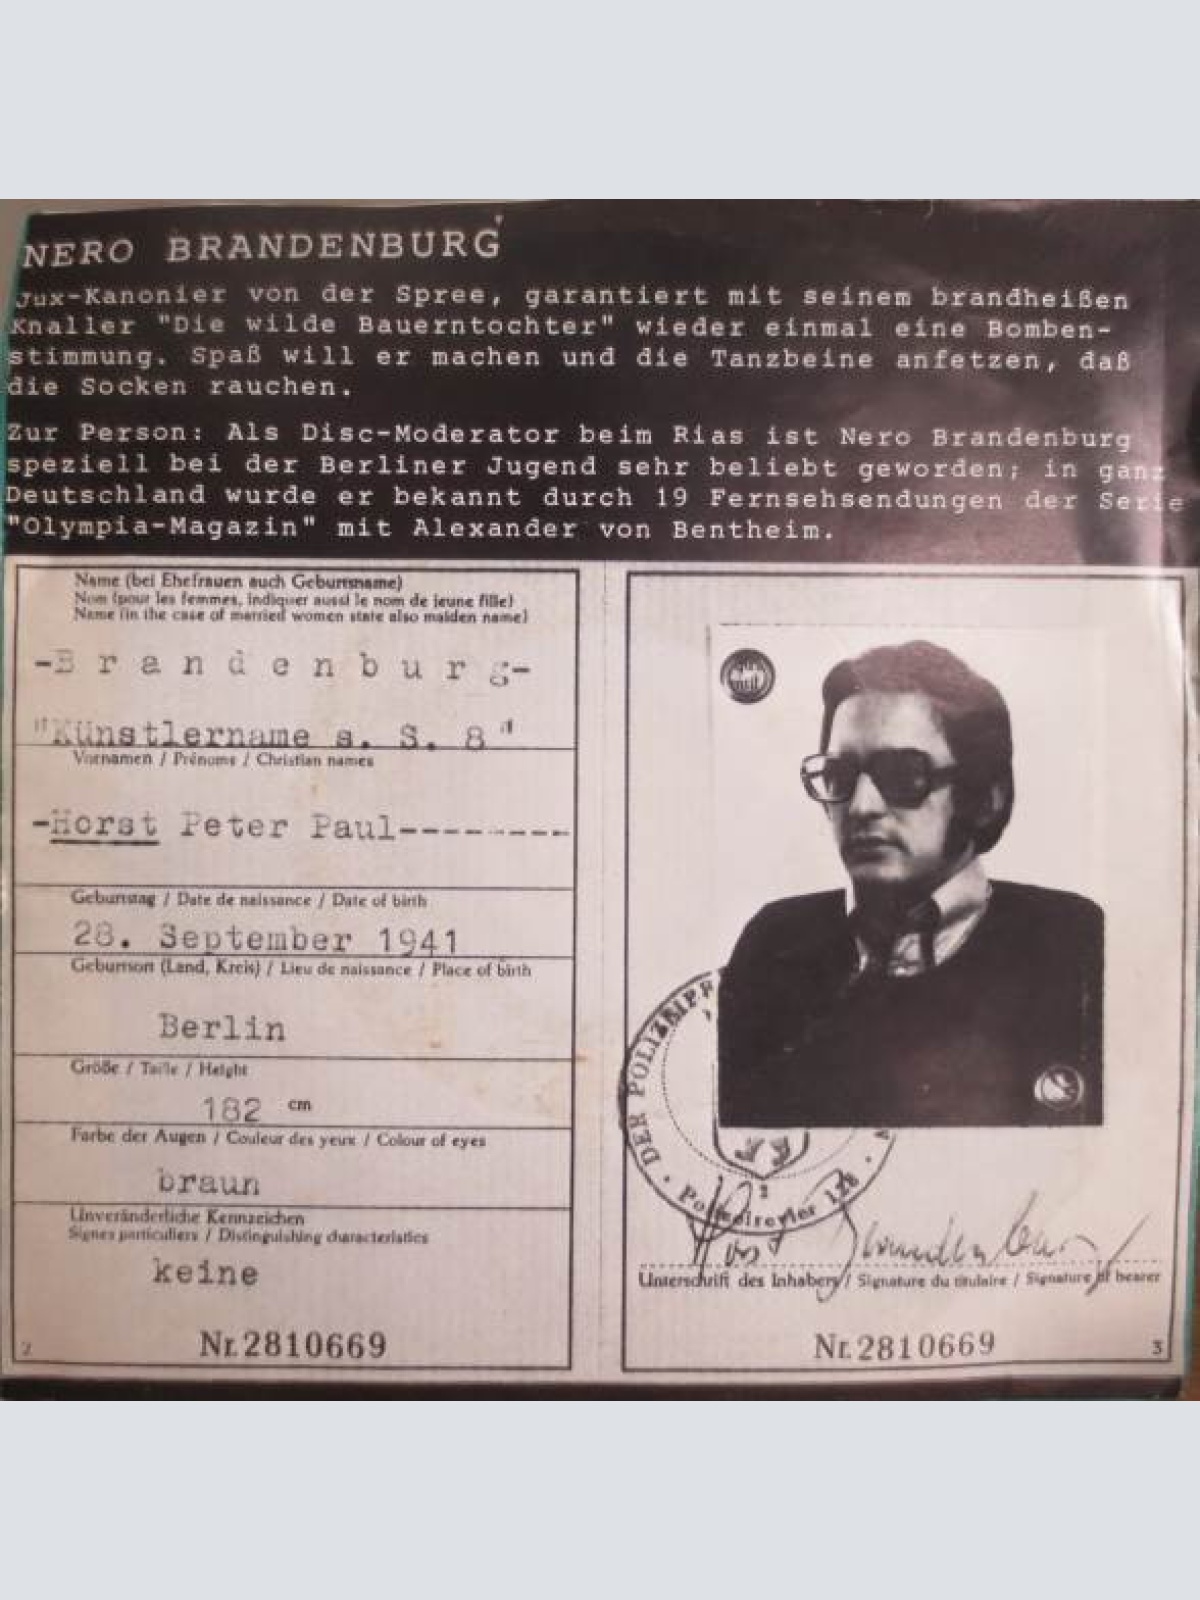 NERO BRANDENBURG
Jux-Kanonier von der Spree, garantiert mit seinem brandheißen
Knaller "Die wilde Bauerntochter" wieder einmal eine Bomben-
stimmung. Spaß will er machen und die Tanzbeine anfetzen, daß
die Socken rauchen.
Zur Person: Als Disc-Moderator beim Rias ist Nero Brandenburg
speziell bei der Berliner Jugend sehr beliebt geworden; in ganz
Deutschland wurde er bekannt durch 19 Fernsehsendungen der Serie
"Olympia-Magazin" mit Alexander von Bentheim.
Name (bei Ehefrauen auch Geburtsname)
Nom (pour les femmes, indiquer aussi le nom de jeune fille)
Name (in the case of married women state also maiden name)
-Brandenburg-
"Künstlername s. S. 8"
Vornamen / Prénoms / Christian names
-Horst Peter Paul---------
Geburtstag / Date de naissance / Date of birth
28. September 1941
Geburtsort (Land, Kreis) / Lieu de naissance / Place of birth
Berlin
Größe / Taille / Height
182 cm
Farbe der Augen / Couleur des yeux / Colour of eyes
braun
Unveränderliche Kennzeichen
Signes particuliers / Distinguishing characteristics
keine
Nr. 2810669
2
DER POLIZEIPR
Polizeirevier 128
2
Horst Brandenburg
Unterschrift des Inhabers / Signature du titulaire / Signature of bearer
Nr. 2810669
3